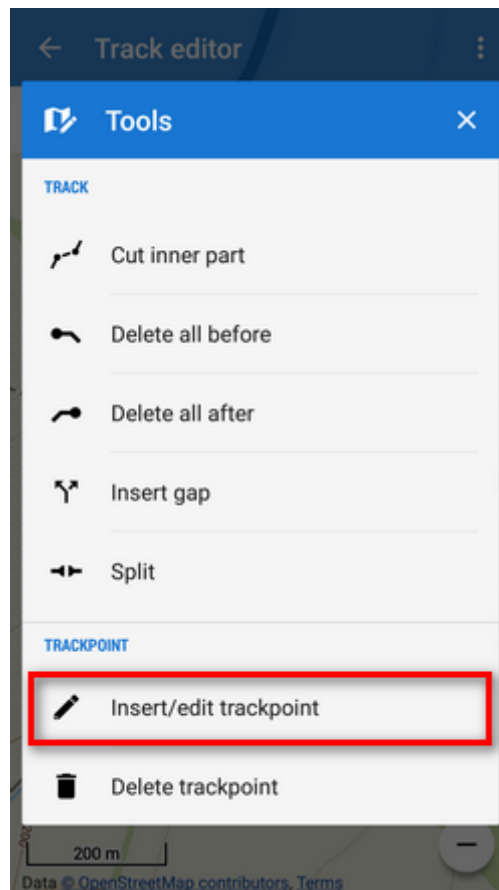 Track editor
Tools
TRACK
Cut inner part
Delete all before
Delete all after
Insert gap
Split
TRACKPOINT
Insert/edit trackpoint
Delete trackpoint
200
200 m
Data © OpenStreetMap contributors, Terms